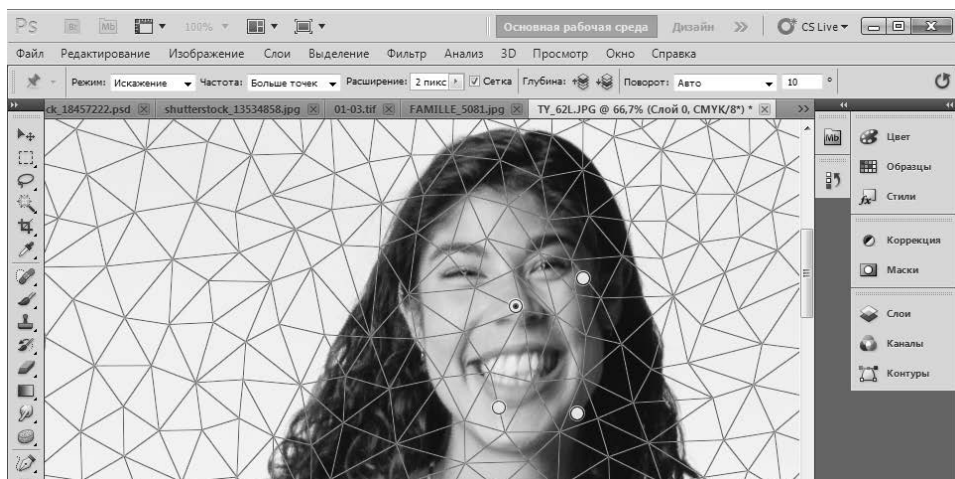 Ps Br Mb 100% Основная рабочая среда Дизайн >> CS Live
Файл Редактирование Изображение Слои Выделение Фильтр Анализ 3D Просмотр Окно Справка
Режим: Искажение Частота: Больше точек Расширение: 2 пикс Сетка Глубина: Поворот: Авто 10 °
ck_18457222.psd shutterstock_13534858.jpg 01-03.tif FAMILLE_5081.jpg TY_62L.JPG @ 66,7% (Слой 0, CMYK/8*) * >>
Mb Цвет
Образцы
Стили
Коррекция
Маски
Слои
Каналы
Контуры